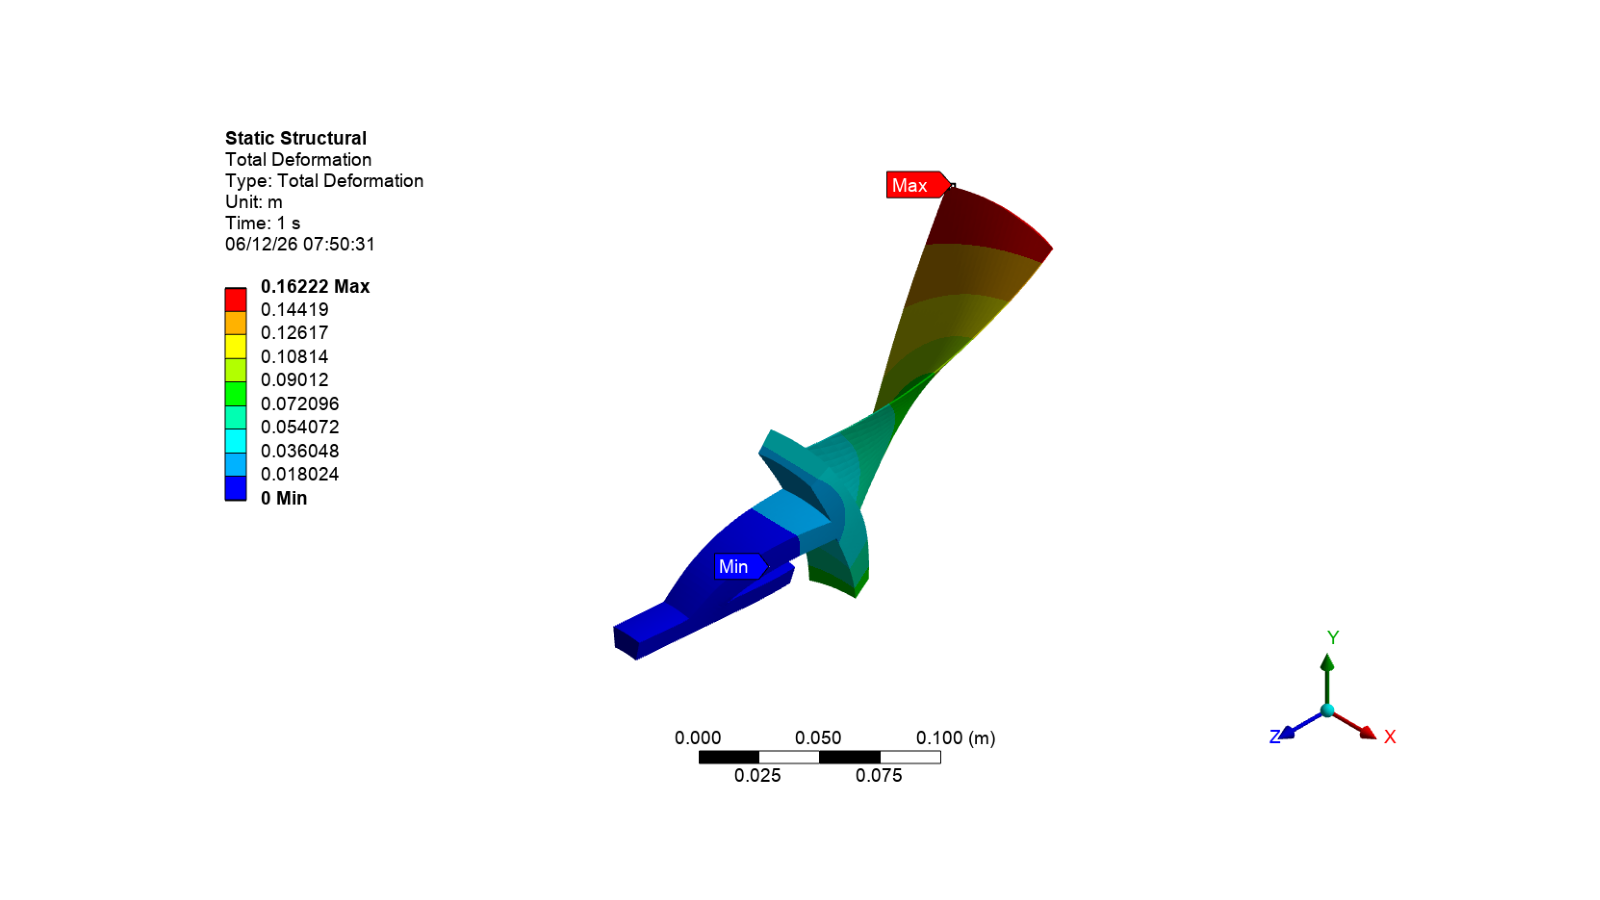 Static Structural
Total Deformation
Type: Total Deformation
Unit: m
Time: 1 s
06/12/26 07:50:31
0.16222 Max
0.14419
0.12617
0.10814
0.09012
0.072096
0.054072
0.036048
0.018024
0 Min
Max
Min
0.000 0.050 0.100 (m)
0.025 0.075
Y
Z X